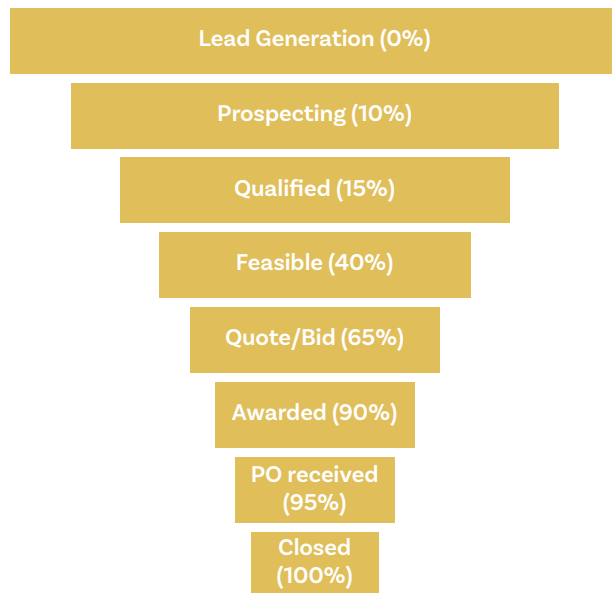 Lead Generation (0%)
Prospecting (10%)
Qualified (15%)
Feasible (40%)
Quote/Bid (65%)
Awarded (90%)
PO received
(95%)
Closed
(100%)